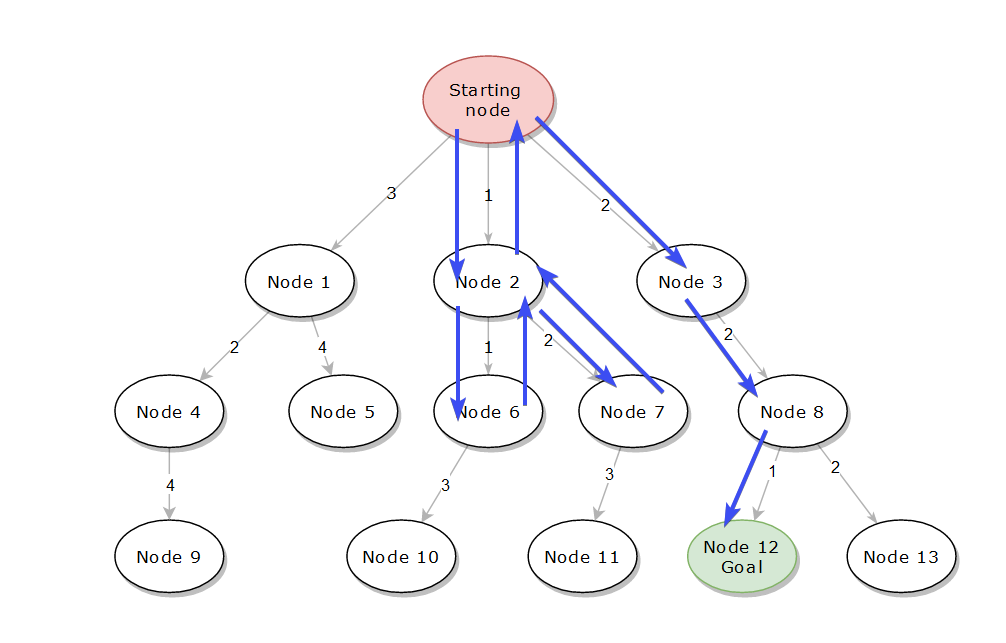 Starting
node
3
1
2
Node 1
Node 2
Node 3
2
4
1
2
2
Node 4
Node 5
Node 6
Node 7
Node 8
4
3
3
1
2
Node 9
Node 10
Node 11
Node 12
Goal
Node 13